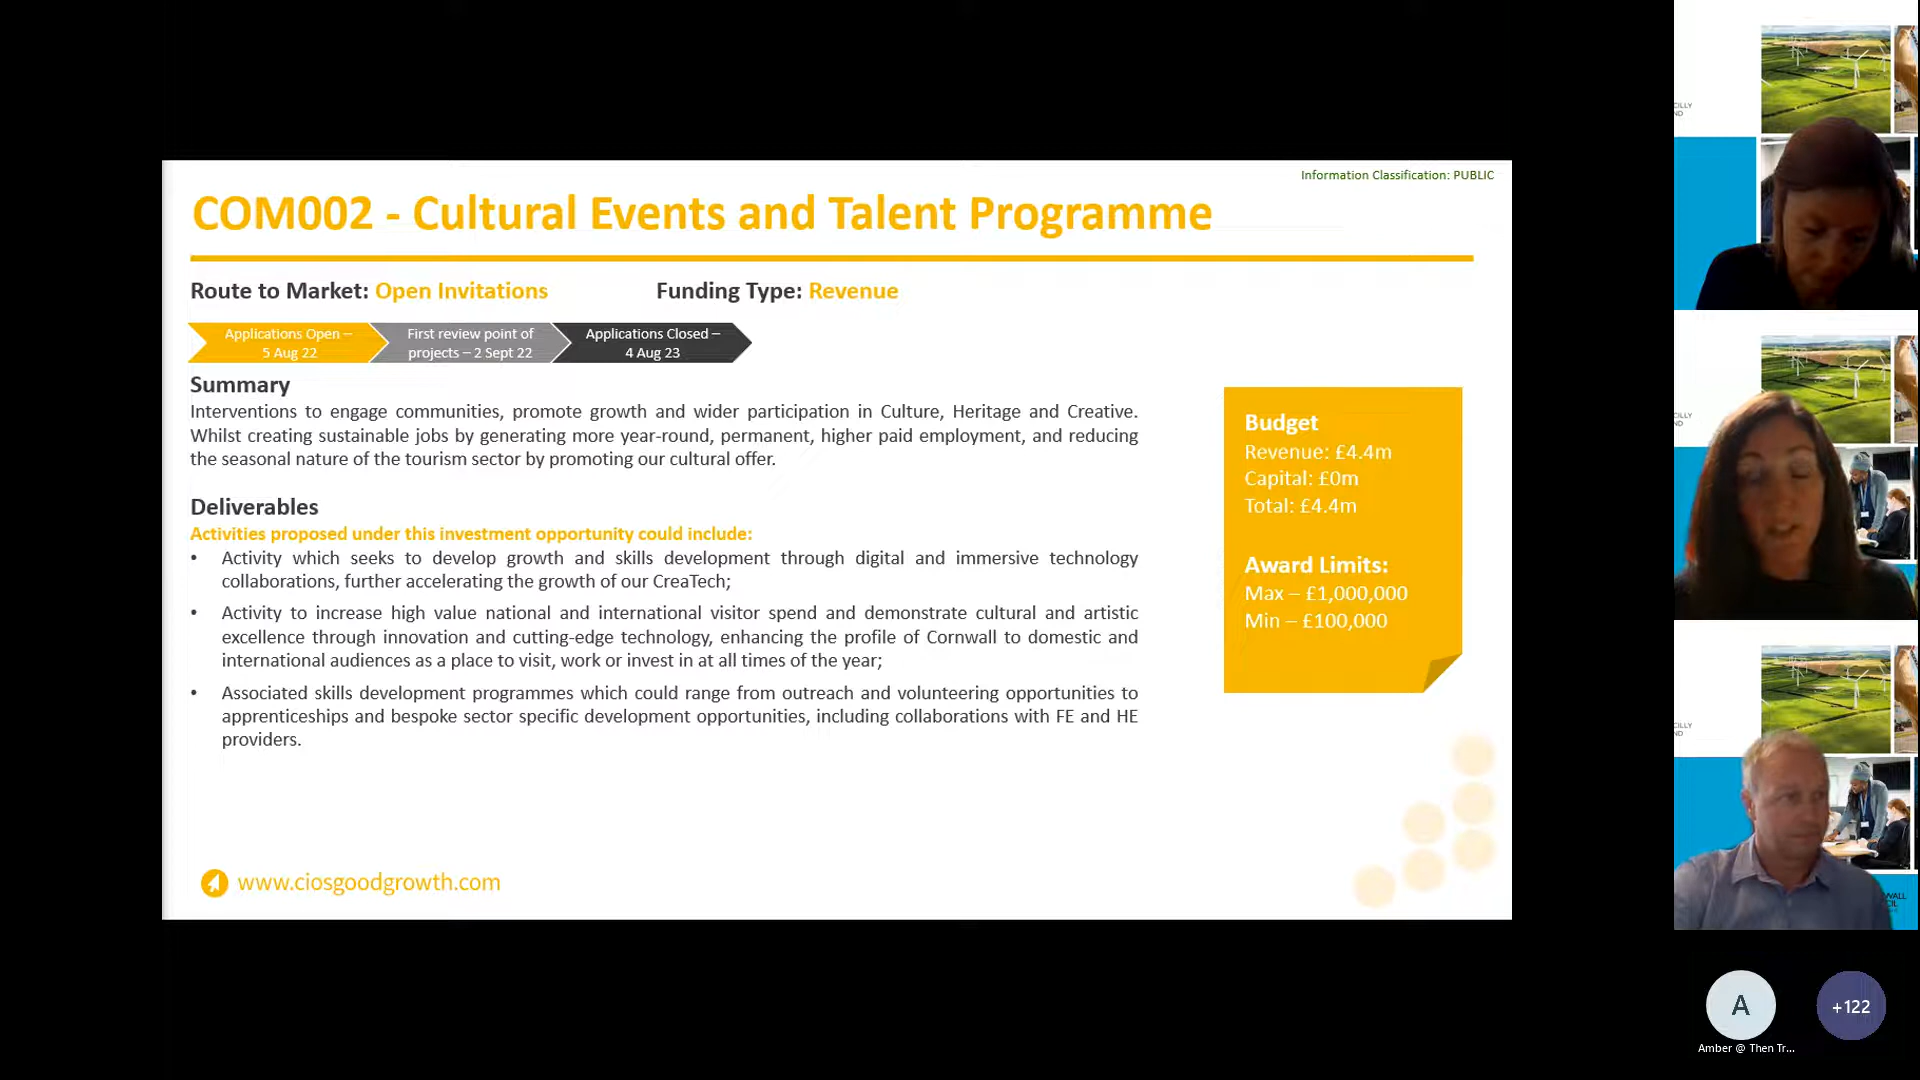 Information Classification: PUBLIC
COM002 - Cultural Events and Talent Programme
Route to Market: Open Invitations
Funding Type: Revenue
Applications Open –
5 Aug 22
First review point of
projects – 2 Sept 22
Applications Closed –
4 Aug 23
Summary
Interventions to engage communities, promote growth and wider participation in Culture, Heritage and Creative.
Whilst creating sustainable jobs by generating more year-round, permanent, higher paid employment, and reducing
the seasonal nature of the tourism sector by promoting our cultural offer.
Deliverables
Activities proposed under this investment opportunity could include:
• Activity which seeks to develop growth and skills development through digital and immersive technology
collaborations, further accelerating the growth of our CreaTech;
• Activity to increase high value national and international visitor spend and demonstrate cultural and artistic
excellence through innovation and cutting-edge technology, enhancing the profile of Cornwall to domestic and
international audiences as a place to visit, work or invest in at all times of the year;
• Associated skills development programmes which could range from outreach and volunteering opportunities to
apprenticeships and bespoke sector specific development opportunities, including collaborations with FE and HE
providers.
Budget
Revenue: £4.4m
Capital: £0m
Total: £4.4m
Award Limits:
Max – £1,000,000
Min – £100,000
www.ciosgoodgrowth.com
CILLY
ND
CILLY
ND
CILLY
ND
WALL
CIL
A
+122
Amber @ Then Tr...